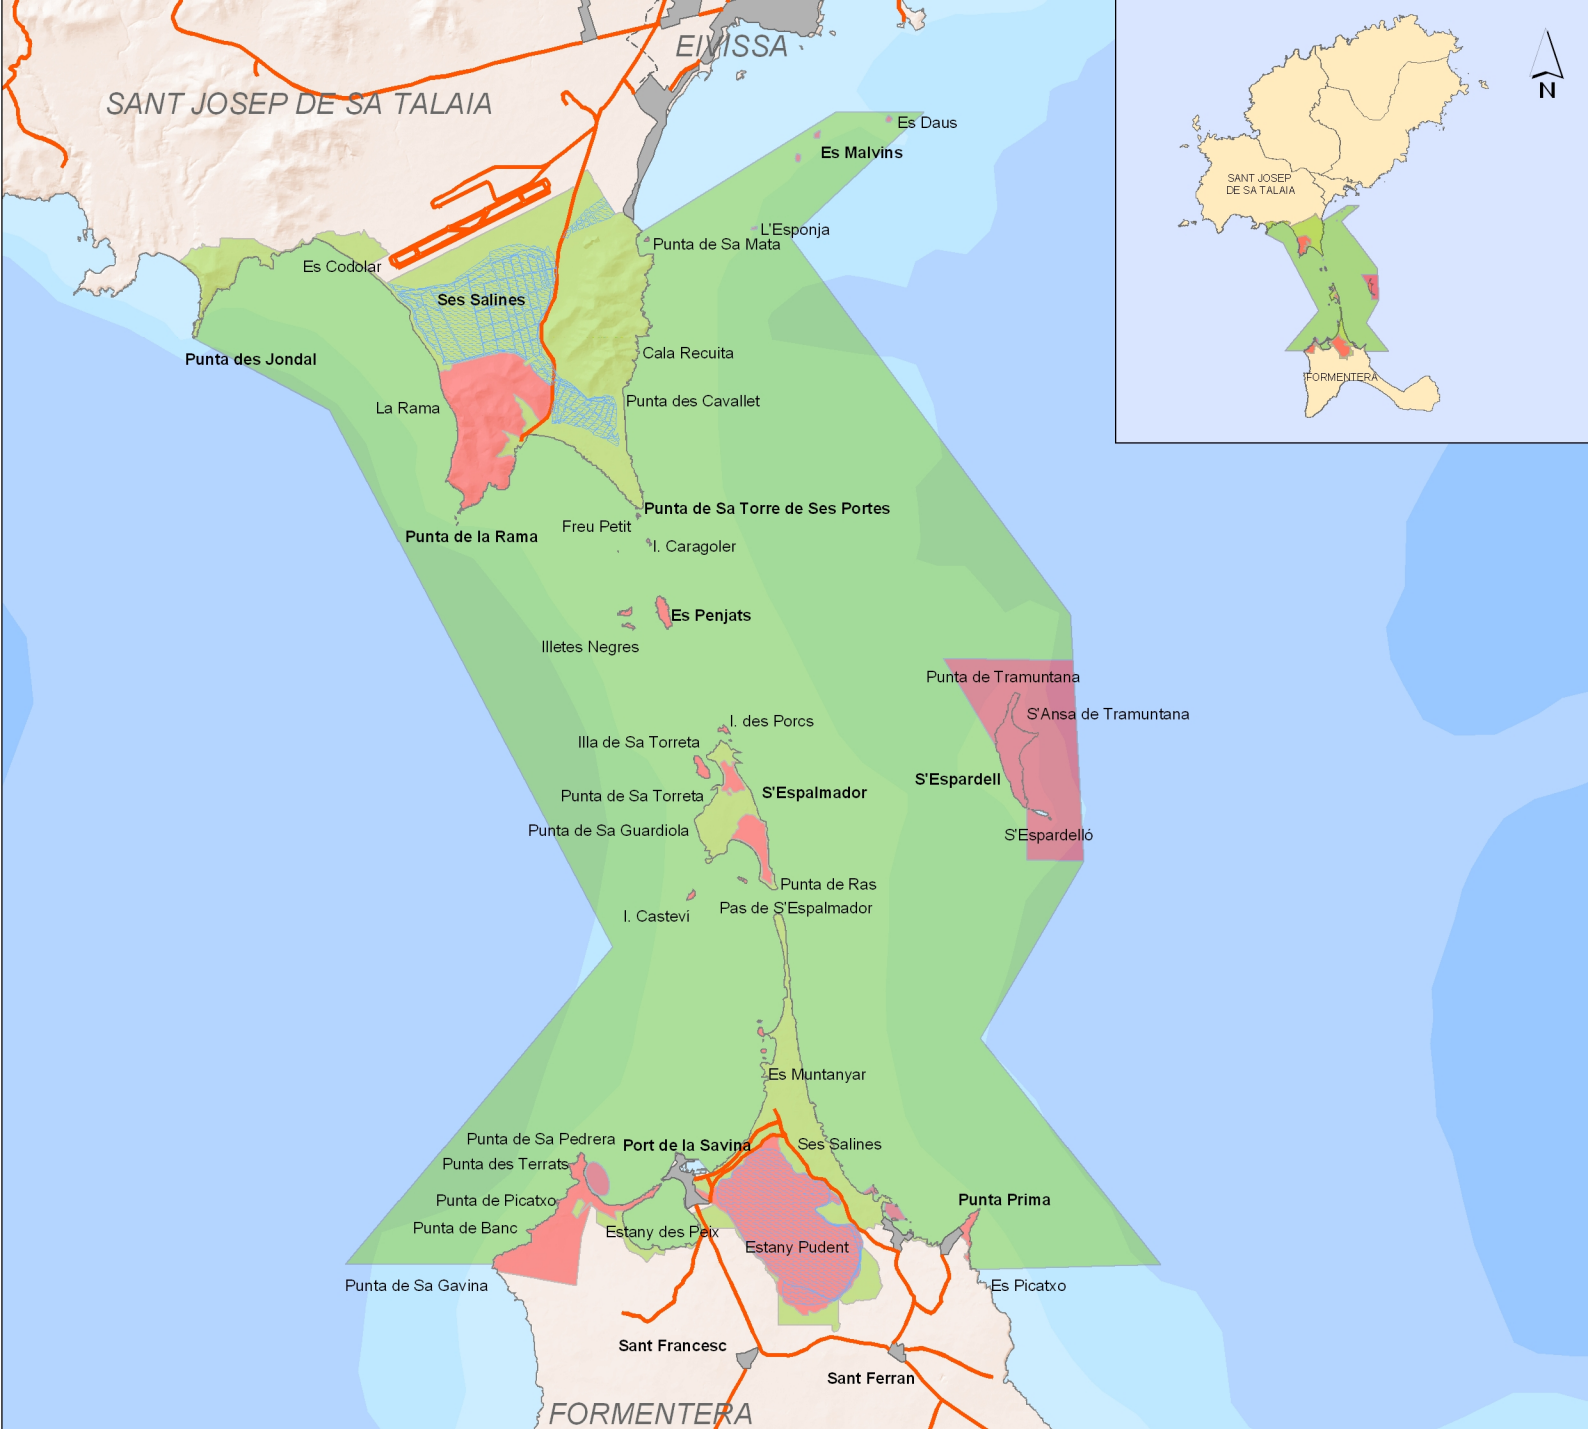 EIVISSA
SANT JOSEP DE SA TALAIA
Es Daus
Es Malvins
L'Esponja
Punta de Sa Mata
Es Codolar
Ses Salines
Punta des Jondal
Cala Recuita
La Rama
Punta des Cavallet
Punta de Sa Torre de Ses Portes
Freu Petit
Punta de la Rama
I. Caragoler
Es Penjats
Illetes Negres
Punta de Tramuntana
S'Ansa de Tramuntana
I. des Porcs
Illa de Sa Torreta
S'Espardell
S'Espalmador
Punta de Sa Torreta
Punta de Sa Guardiola
S'Espardelló
Punta de Ras
Pas de S'Espalmador
I. Casteví
Es Muntanyar
Punta de Sa Pedrera
Port de la Savina
Ses Salines
Punta des Terrats
Punta de Picatxo
Punta Prima
Punta de Banc
Estany des Peix
Estany Pudent
Punta de Sa Gavina
Es Picatxo
Sant Francesc
Sant Ferran
FORMENTERA
N
SANT JOSEP
DE SA TALAIA
FORMENTERA